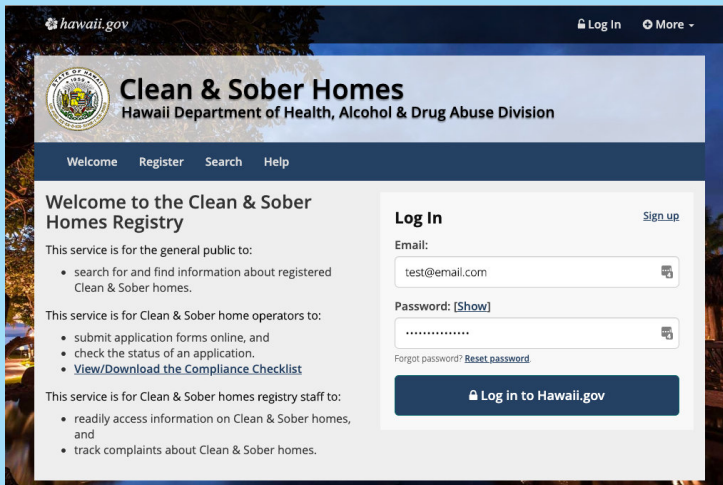 hawaii.gov
Log In
More
STATE OF HAWAII
1959
Clean & Sober Homes
Hawaii Department of Health, Alcohol & Drug Abuse Division
Welcome
Register
Search
Help
Welcome to the Clean & Sober
Homes Registry
This service is for the general public to:
• search for and find information about registered
Clean & Sober homes.
This service is for Clean & Sober home operators to:
• submit application forms online, and
• check the status of an application.
• View/Download the Compliance Checklist
This service is for Clean & Sober homes registry staff to:
• readily access information on Clean & Sober homes,
and
• track complaints about Clean & Sober homes.
Log In
Sign up
Email:
test@email.com
Password: [Show]
•••••••••••••••
Forgot password? Reset password.
Log in to Hawaii.gov